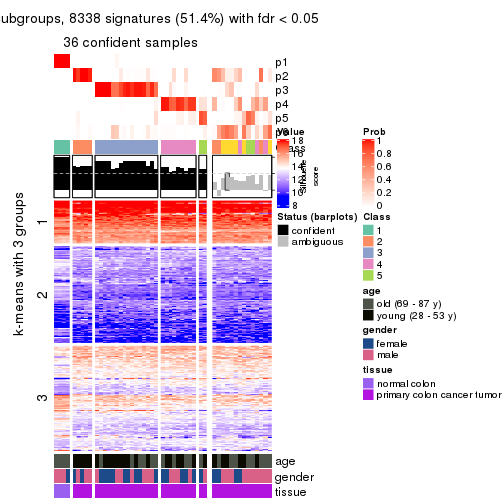 ubgroups, 8338 signatures (51.4%) with fdr < 0.05
36 confident samples
p1
p2
p3
p4
p5
Value
18
16
14
12
10
8
silhouette
score
Prob
1
0.8
0.6
0.4
0.2
0
Status (barplots)
confident
ambiguous
Class
1
2
3
4
5
age
old (69 - 87 y)
young (28 - 53 y)
gender
female
male
tissue
normal colon
primary colon cancer tumor
k-means with 3 groups
1
2
3
age
gender
tissue